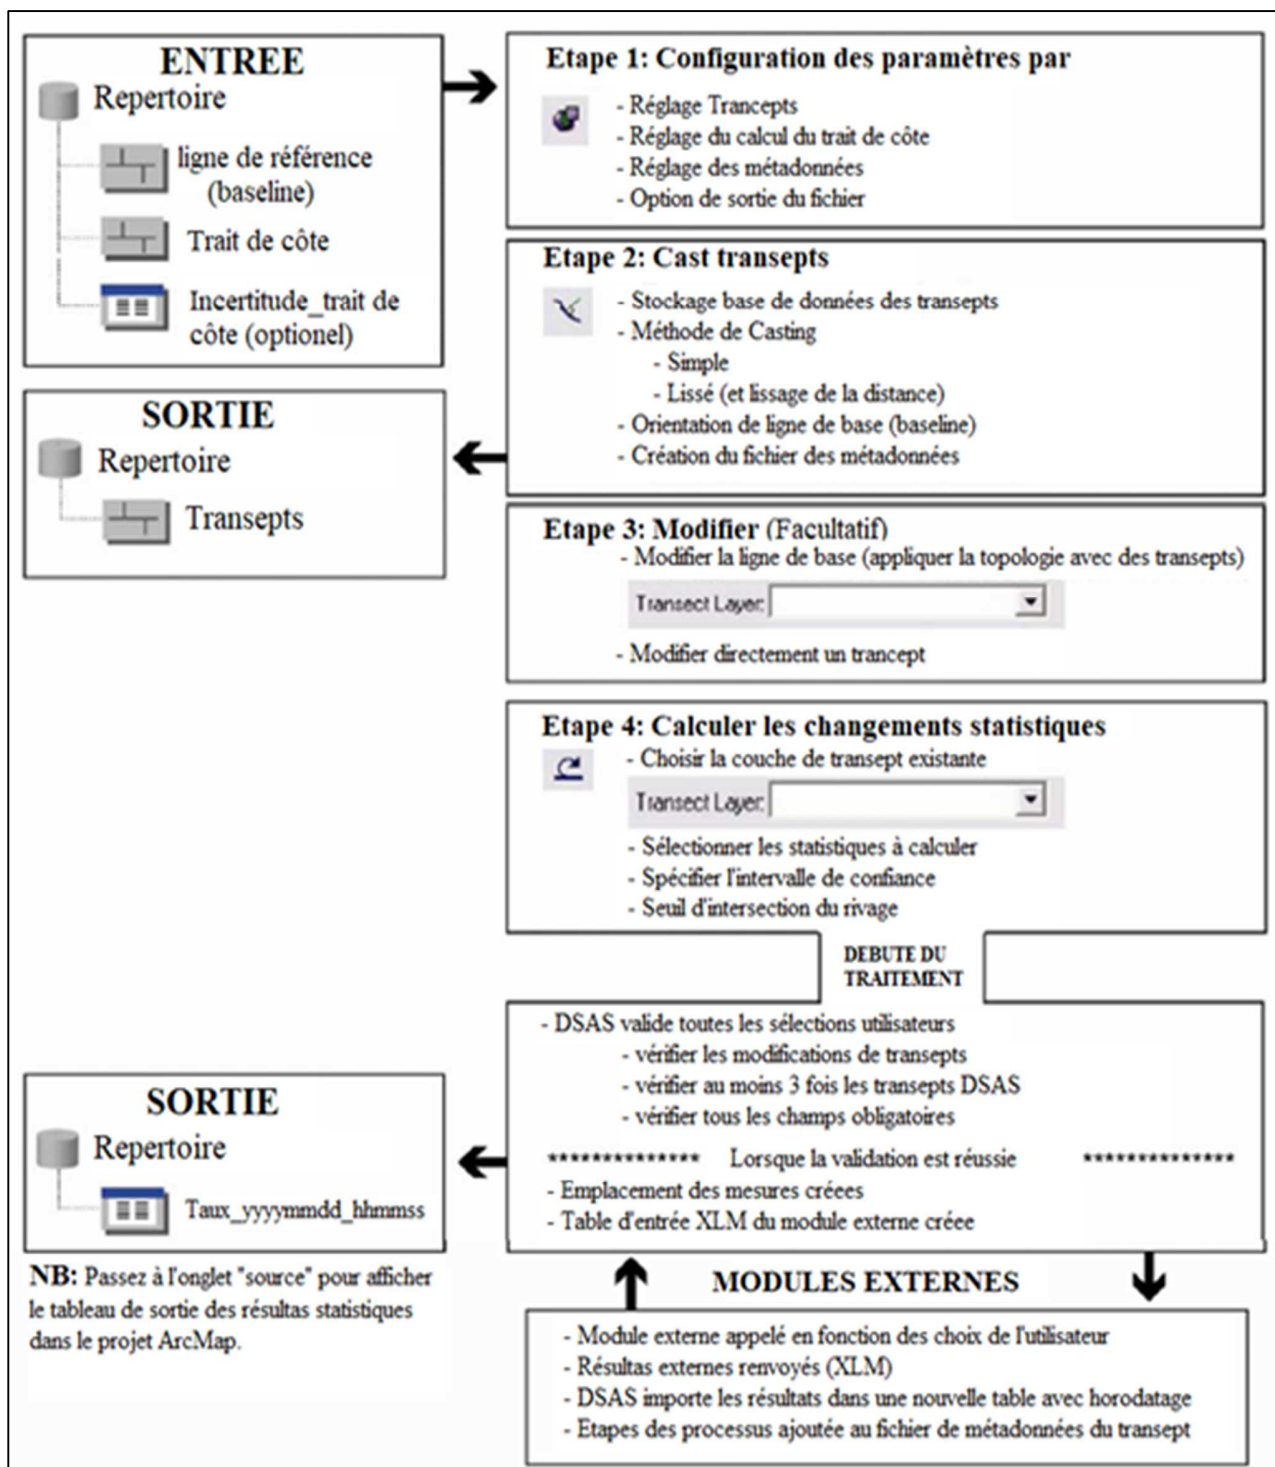 ENTREE
Repertoire
ligne de référence
(baseline)
Trait de côte
Incertitude_trait de
côte (optionel)
Etape 1: Configuration des paramètres par
- Réglage Trancepts
- Réglage du calcul du trait de côte
- Réglage des métadonnées
- Option de sortie du fichier
Etape 2: Cast transepts
- Stockage base de données des transepts
- Méthode de Casting
- Simple
- Lissé (et lissage de la distance)
- Orientation de ligne de base (baseline)
- Création du fichier des métadonnées
SORTIE
Repertoire
Transepts
Etape 3: Modifier (Facultatif)
- Modifier la ligne de base (appliquer la topologie avec des transepts)
Transect Layer:
- Modifier directement un trancept
Etape 4: Calculer les changements statistiques
- Choisir la couche de transept existante
Transect Layer:
- Sélectionner les statistiques à calculer
- Spécifier l'intervalle de confiance
- Seuil d'intersection du rivage
DEBUTE DU
TRAITEMENT
- DSAS valide toutes les sélections utilisateurs
- vérifier les modifications de transepts
- vérifier au moins 3 fois les transepts DSAS
- vérifier tous les champs obligatoires
************** Lorsque la validation est réussie **************
- Emplacement des mesures créees
- Table d'entrée XLM du module externe créee
SORTIE
Repertoire
Taux_yyyymmdd_hhmmss
NB: Passez à l'onglet "source" pour afficher
le tableau de sortie des résultas statistiques
dans le projet ArcMap.
MODULES EXTERNES
- Module externe appelé en fonction des choix de l'utilisateur
- Résultas externes renvoyés (XLM)
- DSAS importe les résultats dans une nouvelle table avec horodatage
- Etapes des processus ajoutée au fichier de métadonnées du transept